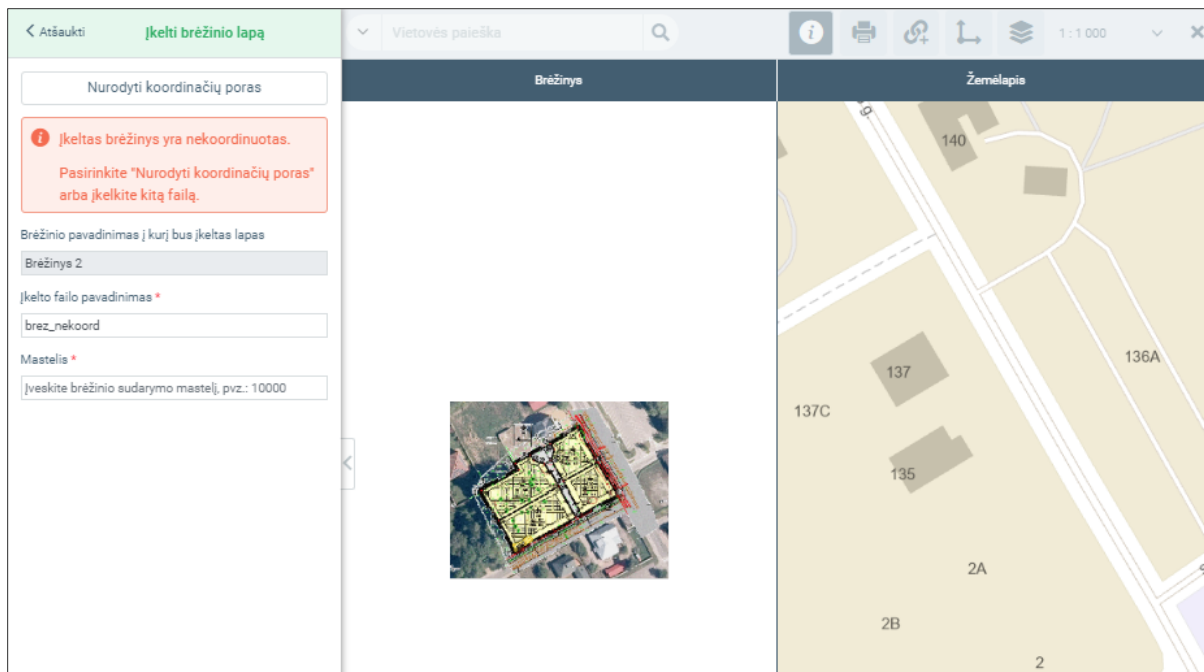 Atšaukti
Įkelti brėžinio lapą
Vietovės paieška
1 : 1 000
Nurodyti koordinačių poras
Įkeltas brėžinys yra nekoordinuotas.
Pasirinkite "Nurodyti koordinačių poras"
arba įkelkite kitą failą.
Brėžinio pavadinimas į kurį bus įkeltas lapas
Brėžinys 2
Įkelto failo pavadinimas *
brez_nekoord
Mastelis *
Įveskite brėžinio sudarymo mastelį, pvz.: 10000
Brėžinys
Žemėlapis
g.
140
137
136A
137C
135
2A
2B
2